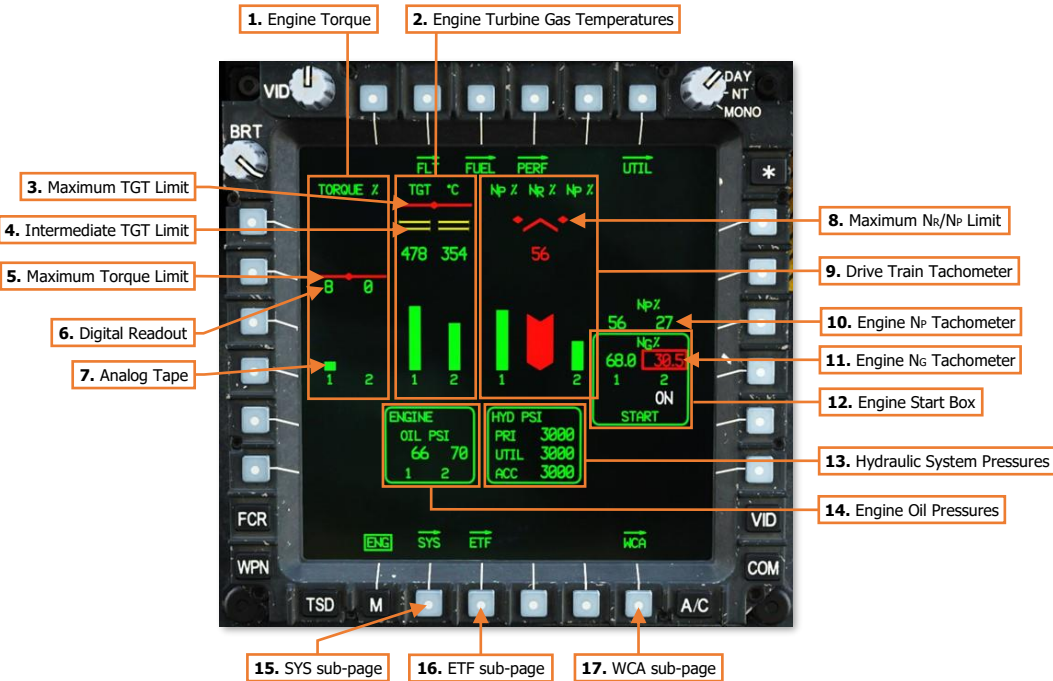 1. Engine Torque
2. Engine Turbine Gas Temperatures
VID
DAY
NT
MONO
BRT
FLT FUEL PERF UTIL
*
3. Maximum TGT Limit
TORQUE % TGT °C NP % NR % NP %
4. Intermediate TGT Limit
8. Maximum NR/NP Limit
478 354 56
5. Maximum Torque Limit
9. Drive Train Tachometer
8 0
6. Digital Readout
NP%
56 27
10. Engine NP Tachometer
NG%
68.0 30.5
11. Engine NG Tachometer
7. Analog Tape
1 2 1 2 1 2 1 2
ON
12. Engine Start Box
START
ENGINE
OIL PSI
66 70
1 2
HYD PSI
PRI 3000
UTIL 3000
ACC 3000
13. Hydraulic System Pressures
14. Engine Oil Pressures
FCR
VID
ENG SYS ETF WCA
WPN
COM
TSD M A/C
15. SYS sub-page
16. ETF sub-page
17. WCA sub-page